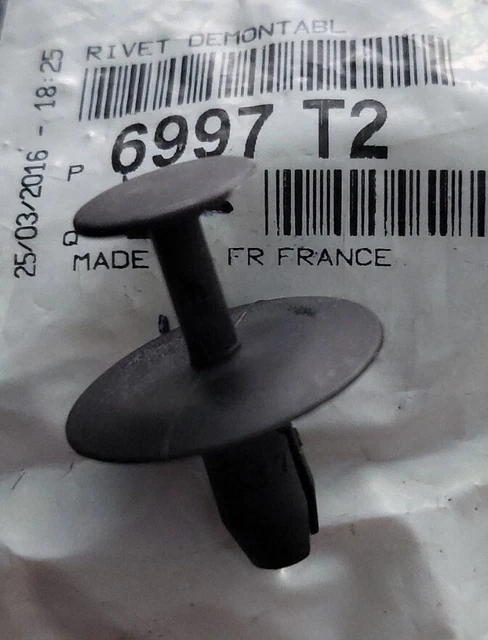 RIVET DEMONTABL
25/03/2016 - 18:25
P
6997 T2
Q
MADE
FR FRANCE